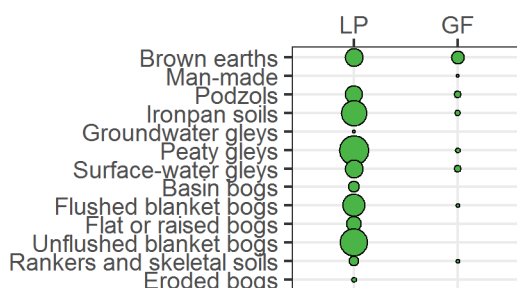 LP GF
Brown earths
Man-made
Podzols
Ironpan soils
Groundwater gleys
Peaty gleys
Surface-water gleys
Basin bogs
Flushed blanket bogs
Flat or raised bogs
Unflushed blanket bogs
Rankers and skeletal soils
Eroded bogs